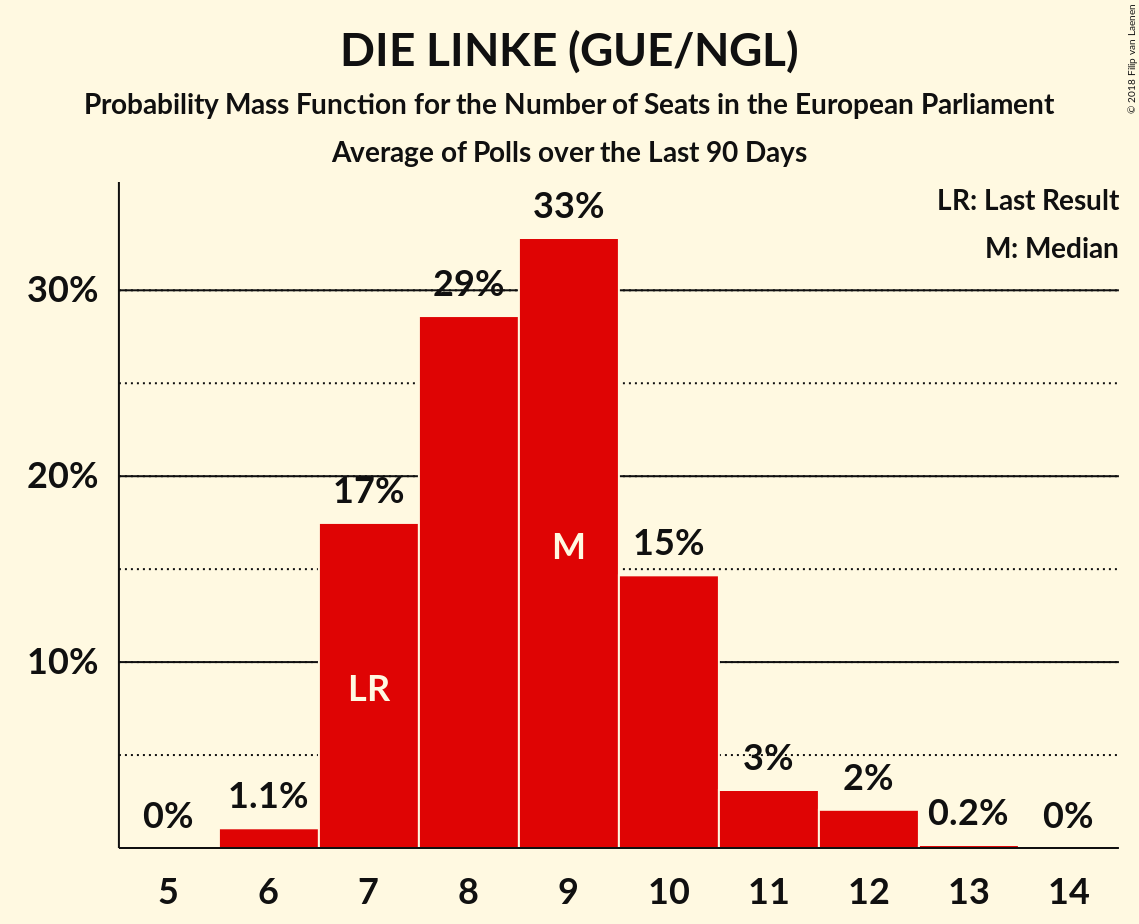 DIE LINKE (GUE/NGL)
Probability Mass Function for the Number of Seats in the European Parliament
Average of Polls over the Last 90 Days
© 2018 Filip van Laenen
LR: Last Result
M: Median
33%
29%
30%
20%
17%
M
15%
LR
10%
3%
2%
1.1%
0.2%
0%
0%
5 6 7 8 9 10 11 12 13 14